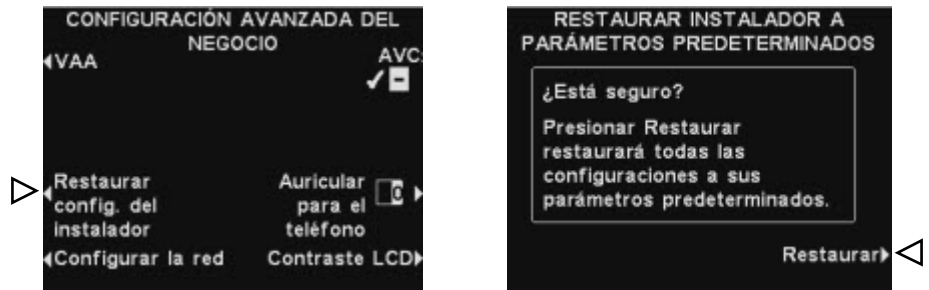 CONFIGURACIÓN AVANZADA DEL
NEGOCIO
VAA
AVC:
Restaurar
config. del
instalador
Auricular
para el
teléfono
0
Configurar la red
Contraste LCD
RESTAURAR INSTALADOR A
PARÁMETROS PREDETERMINADOS
¿Está seguro?
Presionar Restaurar
restaurará todas las
configuraciones a sus
parámetros predeterminados.
Restaurar